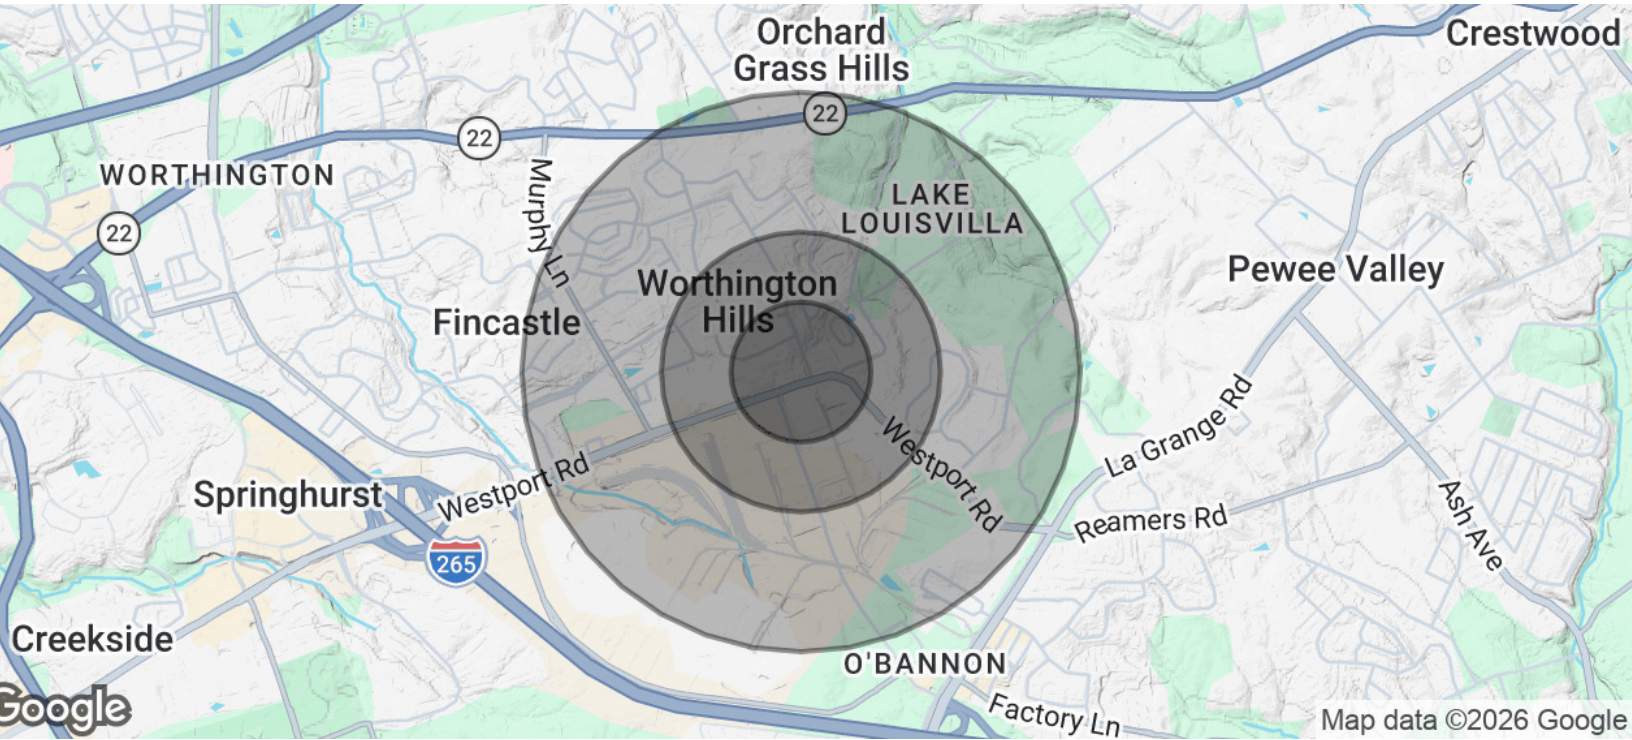 Orchard
Grass Hills
Crestwood
22
22
WORTHINGTON
Murphy Ln
LAKE
LOUISVILLA
22
Worthington
Hills
Pewee Valley
Fincastle
La Grange Rd
Westport Rd
Westport Rd
Springhurst
Reamers Rd
Ash Ave
265
Creekside
O'BANNON
Factory Ln
Google
Map data ©2026 Google